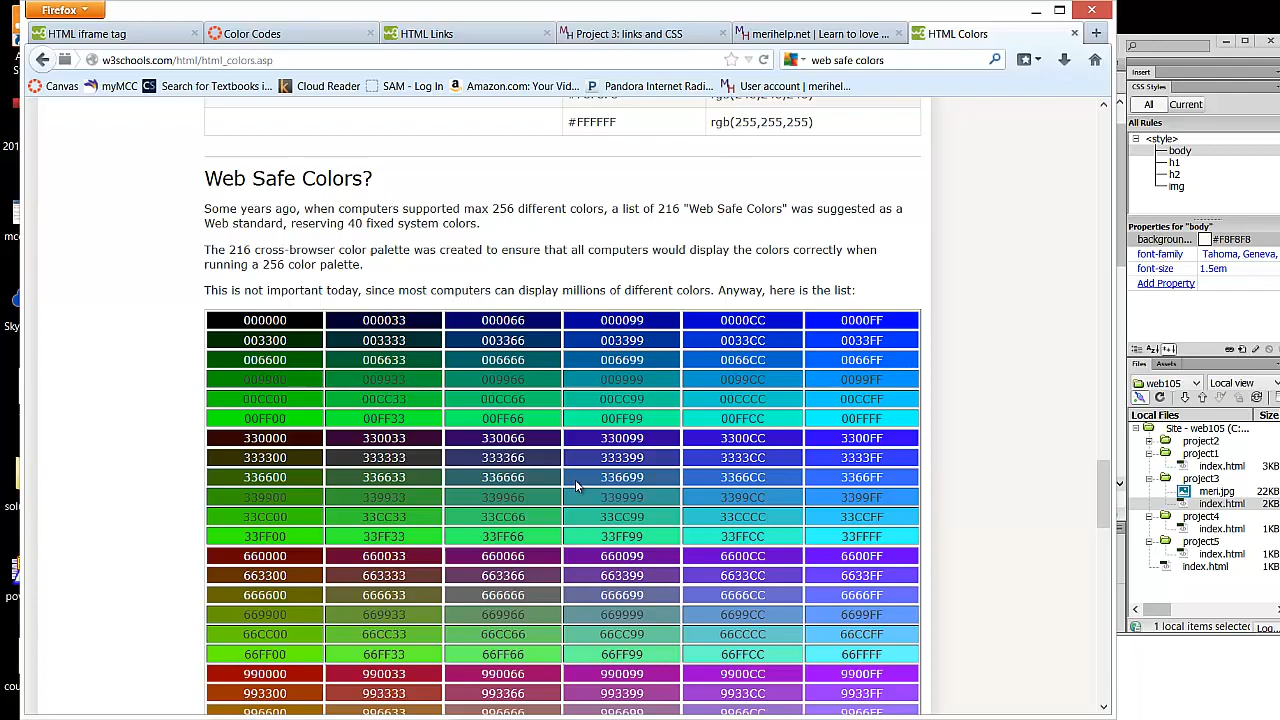 Firefox
HTML iframe tag
Color Codes
HTML Links
Project 3: links and CSS
merihelp.net | Learn to love ...
HTML Colors
w3schools.com/html/html_colors.asp
web safe colors
Canvas
myMCC
Search for Textbooks i...
Cloud Reader
SAM - Log In
Amazon.com: Your Vid...
Pandora Internet Radi...
User account | merihel...
#FFFFFF
rgb(255,255,255)
Web Safe Colors?
Some years ago, when computers supported max 256 different colors, a list of 216 "Web Safe Colors" was suggested as a
Web standard, reserving 40 fixed system colors.
The 216 cross-browser color palette was created to ensure that all computers would display the colors correctly when
running a 256 color palette.
This is not important today, since most computers can display millions of different colors. Anyway, here is the list:
000000 000033 000066 000099 0000CC 0000FF
003300 003333 003366 003399 0033CC 0033FF
006600 006633 006666 006699 0066CC 0066FF
009900 009933 009966 009999 0099CC 0099FF
00CC00 00CC33 00CC66 00CC99 00CCCC 00CCFF
00FF00 00FF33 00FF66 00FF99 00FFCC 00FFFF
330000 330033 330066 330099 3300CC 3300FF
333300 333333 333366 333399 3333CC 3333FF
336600 336633 336666 336699 3366CC 3366FF
339900 339933 339966 339999 3399CC 3399FF
33CC00 33CC33 33CC66 33CC99 33CCCC 33CCFF
33FF00 33FF33 33FF66 33FF99 33FFCC 33FFFF
660000 660033 660066 660099 6600CC 6600FF
663300 663333 663366 663399 6633CC 6633FF
666600 666633 666666 666699 6666CC 6666FF
669900 669933 669966 669999 6699CC 6699FF
66CC00 66CC33 66CC66 66CC99 66CCCC 66CCFF
66FF00 66FF33 66FF66 66FF99 66FFCC 66FFFF
990000 990033 990066 990099 9900CC 9900FF
993300 993333 993366 993399 9933CC 9933FF
996600 996633 996666 996699 9966CC 9966FF
Insert
CSS Styles
All Current
All Rules
<style>
body
h1
h2
img
Properties for "body"
backgroun... #F8F8F8
font-family Tahoma, Geneva,
font-size 1.5em
Add Property
Files Assets
web105 Local view
Local Files Size
Site - web105 (C:...
project2
project1
index.html 3KB
project3
meri.jpg 22KB
index.html 2KB
project4
index.html 1KB
project5
index.html 1KB
index.html 1KB
1 local items selected Log...